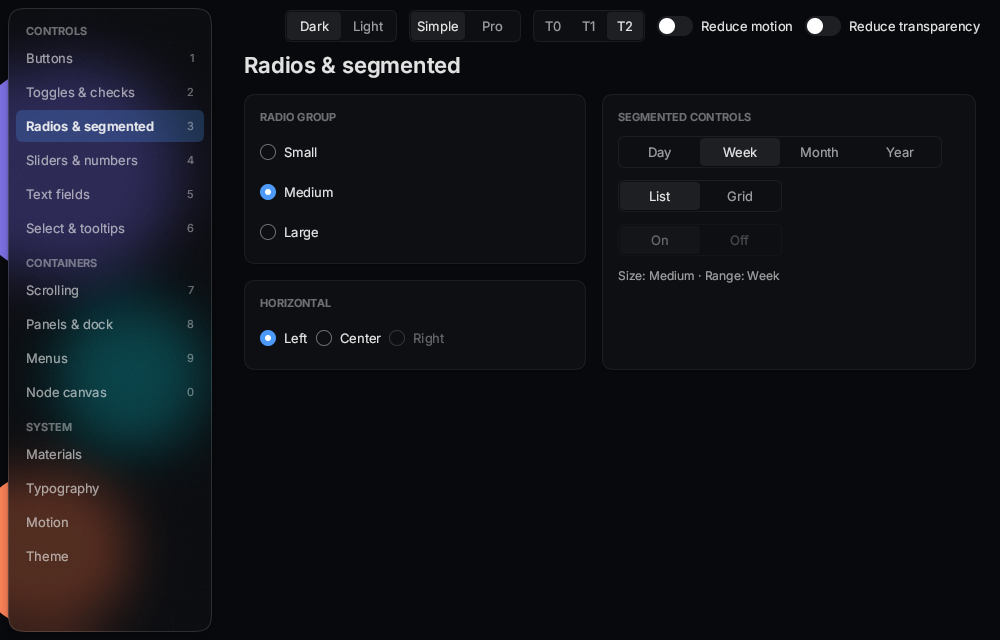 Dark Light Simple Pro T0 T1 T2 Reduce motion Reduce transparency
CONTROLS
Buttons 1
Toggles & checks 2
Radios & segmented 3
Sliders & numbers 4
Text fields 5
Select & tooltips 6
CONTAINERS
Scrolling 7
Panels & dock 8
Menus 9
Node canvas 0
SYSTEM
Materials
Typography
Motion
Theme
Radios & segmented
RADIO GROUP
Small
Medium
Large
HORIZONTAL
Left Center Right
SEGMENTED CONTROLS
Day Week Month Year
List Grid
On Off
Size: Medium · Range: Week